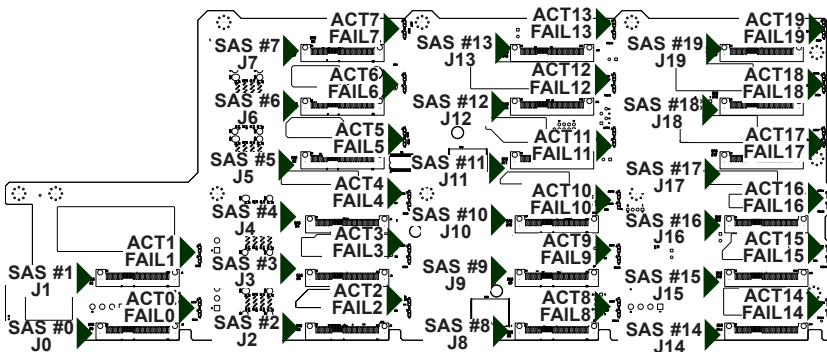 ACT7
FAIL7
SAS #7
J7
ACT6
FAIL6
SAS #6
J6
ACT5
FAIL5
SAS #5
J5
ACT4
FAIL4
SAS #4
J4
ACT3
FAIL3
SAS #3
J3
ACT2
FAIL2
SAS #2
J2
ACT1
FAIL1
SAS #1
J1
ACT0
FAIL0
SAS #0
J0
ACT13
FAIL13
SAS #13
J13
ACT12
FAIL12
SAS #12
J12
ACT11
FAIL11
SAS #11
J11
ACT10
FAIL10
SAS #10
J10
ACT9
FAIL9
SAS #9
J9
ACT8
FAIL8
SAS #8
J8
ACT19
FAIL19
SAS #19
J19
ACT18
FAIL18
SAS #18
J18
ACT17
FAIL17
SAS #17
J17
ACT16
FAIL16
SAS #16
J16
ACT15
FAIL15
SAS #15
J15
ACT14
FAIL14
SAS #14
J14